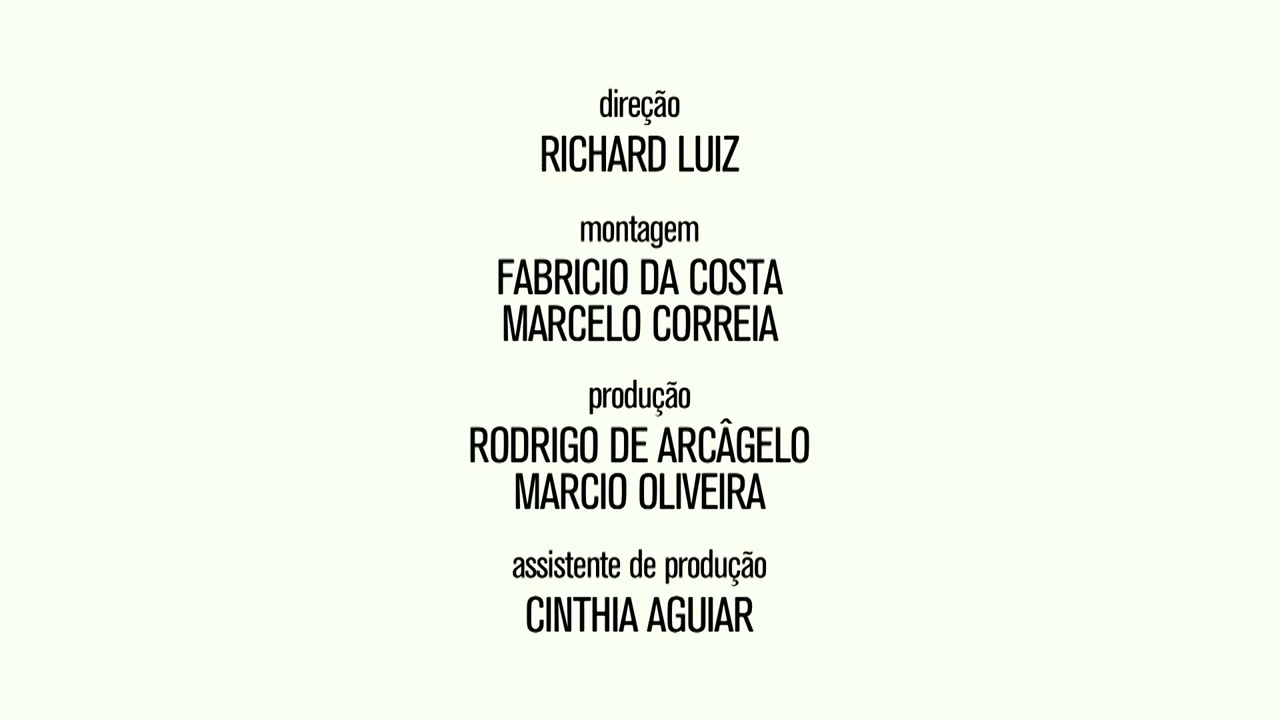 direção
RICHARD LUIZ
montagem
FABRICIO DA COSTA
MARCELO CORREIA
produção
RODRIGO DE ARCÂGELO
MARCIO OLIVEIRA
assistente de produção
CINTHIA AGUIAR